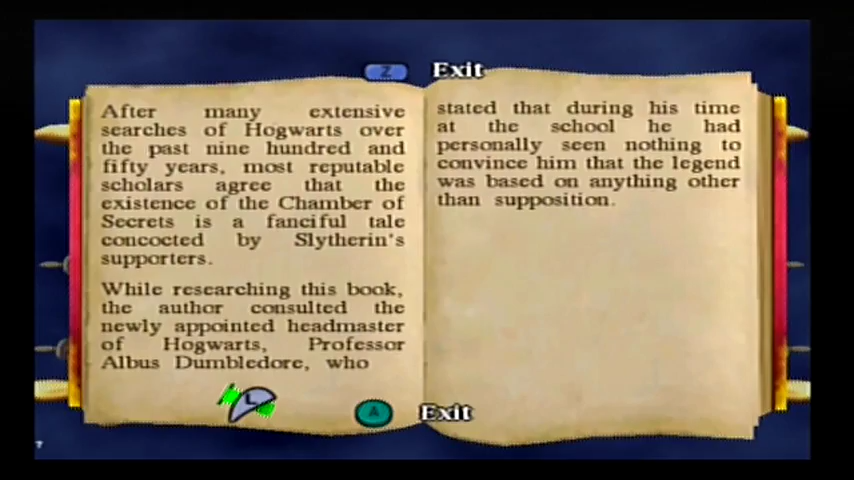 Z Exit
After many extensive
searches of Hogwarts over
the past nine hundred and
fifty years, most reputable
scholars agree that the
existence of the Chamber of
Secrets is a fanciful tale
concocted by Slytherin's
supporters.
While researching this book,
the author consulted the
newly appointed headmaster
of Hogwarts, Professor
Albus Dumbledore, who
stated that during his time
at the school he had
personally seen nothing to
convince him that the legend
was based on anything other
than supposition.
L
A Exit